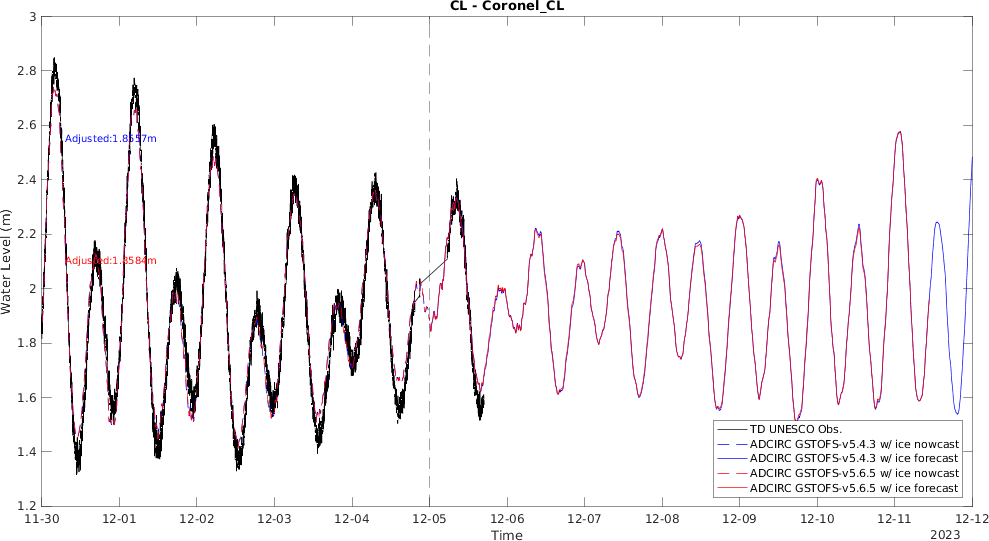 CL - Coronel_CL
3
2.8
2.6
2.4
2.2
2
1.8
1.6
1.4
1.2
Water Level (m)
Adjusted:1.8557m
Adjusted:1.8584m
TD UNESCO Obs.
ADCIRC GSTOFS-v5.4.3 w/ ice nowcast
ADCIRC GSTOFS-v5.4.3 w/ ice forecast
ADCIRC GSTOFS-v5.6.5 w/ ice nowcast
ADCIRC GSTOFS-v5.6.5 w/ ice forecast
11-30 12-01 12-02 12-03 12-04 12-05 12-06 12-07 12-08 12-09 12-10 12-11 12-12
Time
2023